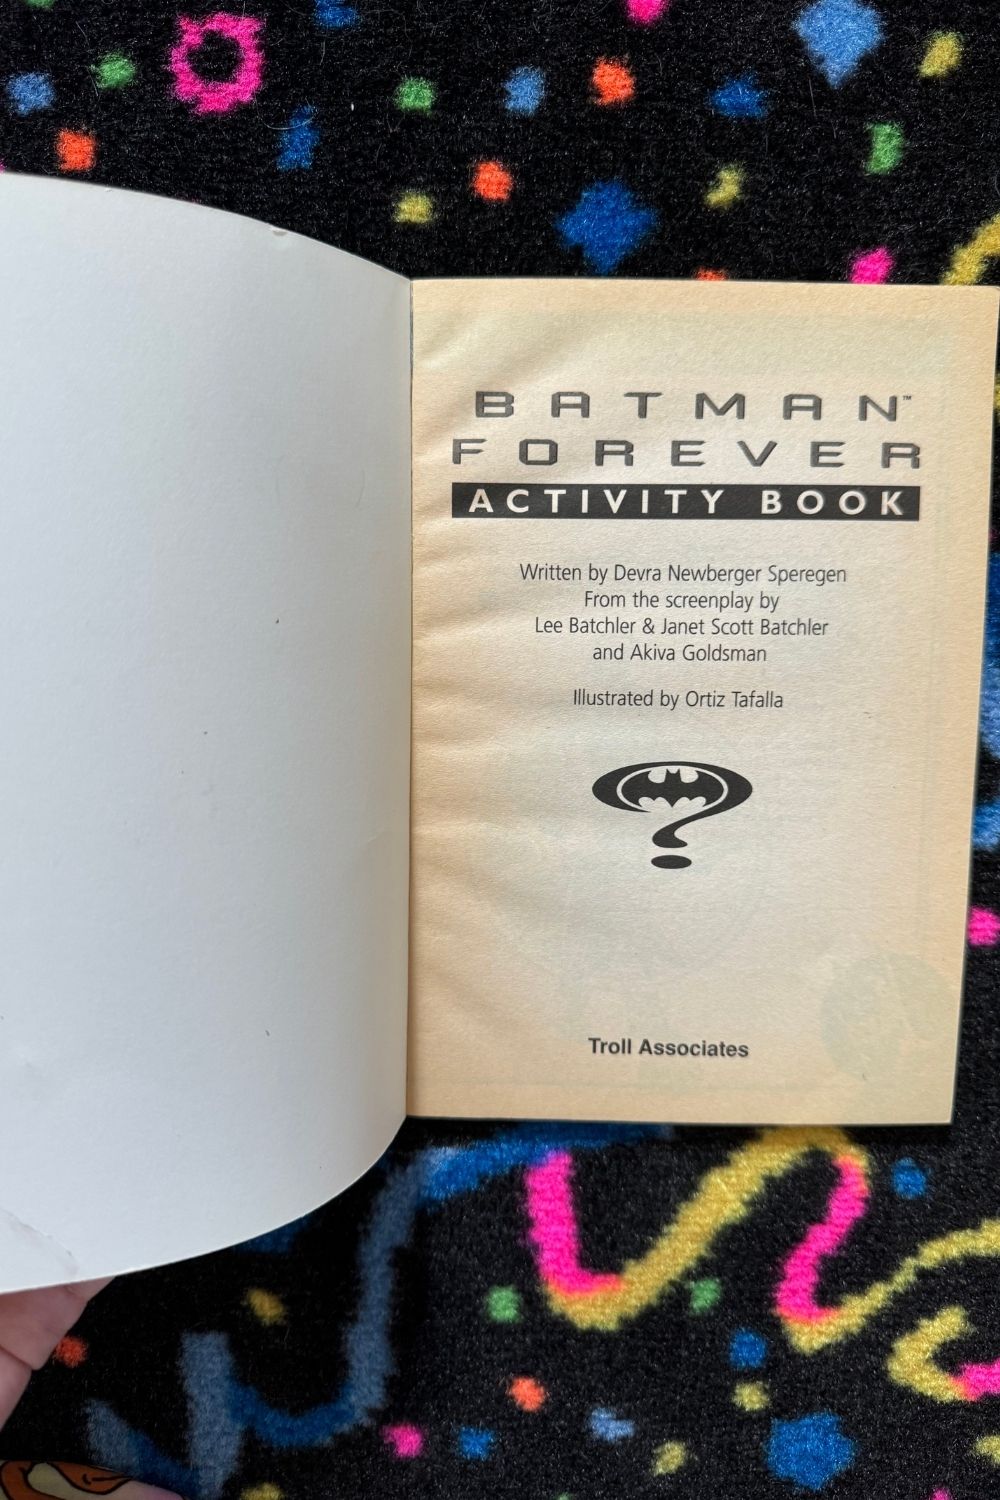 BATMAN™
FOREVER
ACTIVITY BOOK
Written by Devra Newberger Speregen
From the screenplay by
Lee Batchler & Janet Scott Batchler
and Akiva Goldsman
Illustrated by Ortiz Tafalla
Troll Associates